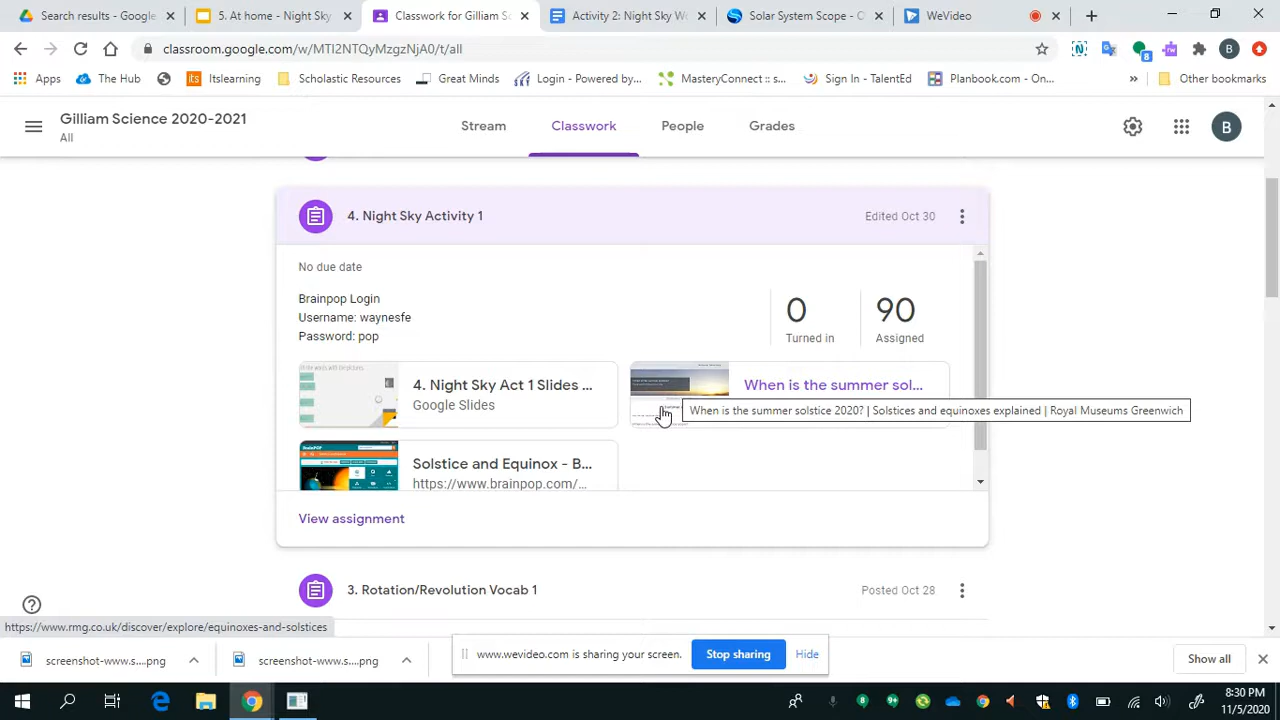 Search results - Google
5. At home - Night Sky
Classwork for Gilliam Sc
Activity 2: Night Sky W
Solar System Scope - O
WeVideo
classroom.google.com/w/MTI2NTQyMzgzNjA0/t/all
B
Apps
The Hub
its
Itslearning
Scholastic Resources
Great Minds
Login - Powered by...
MasteryConnect :: s...
Sign In - TalentEd
Planbook.com - On...
»
Other bookmarks
Gilliam Science 2020-2021
All
Stream
Classwork
People
Grades
B
4. Night Sky Activity 1
Edited Oct 30
No due date
Brainpop Login
Username: waynesfe
Password: pop
0
Turned in
90
Assigned
4. Night Sky Act 1 Slides ...
Google Slides
When is the summer sol...
When is the summer solstice 2020? | Solstices and equinoxes explained | Royal Museums Greenwich
Solstice and Equinox - B...
https://www.brainpop.com/...
View assignment
3. Rotation/Revolution Vocab 1
Posted Oct 28
https://www.rmg.co.uk/discover/explore/equinoxes-and-solstices
www.wevideo.com is sharing your screen.
Stop sharing
Hide
screenshot-www.s....png
screenshot-www.s....png
Show all
8:30 PM
11/5/2020